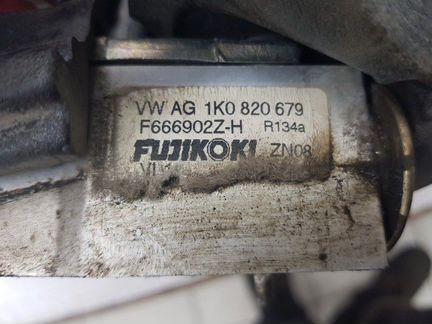 VW AG 1K0 820 679
F666902Z-H R134a
FUJIKOKI ZN08